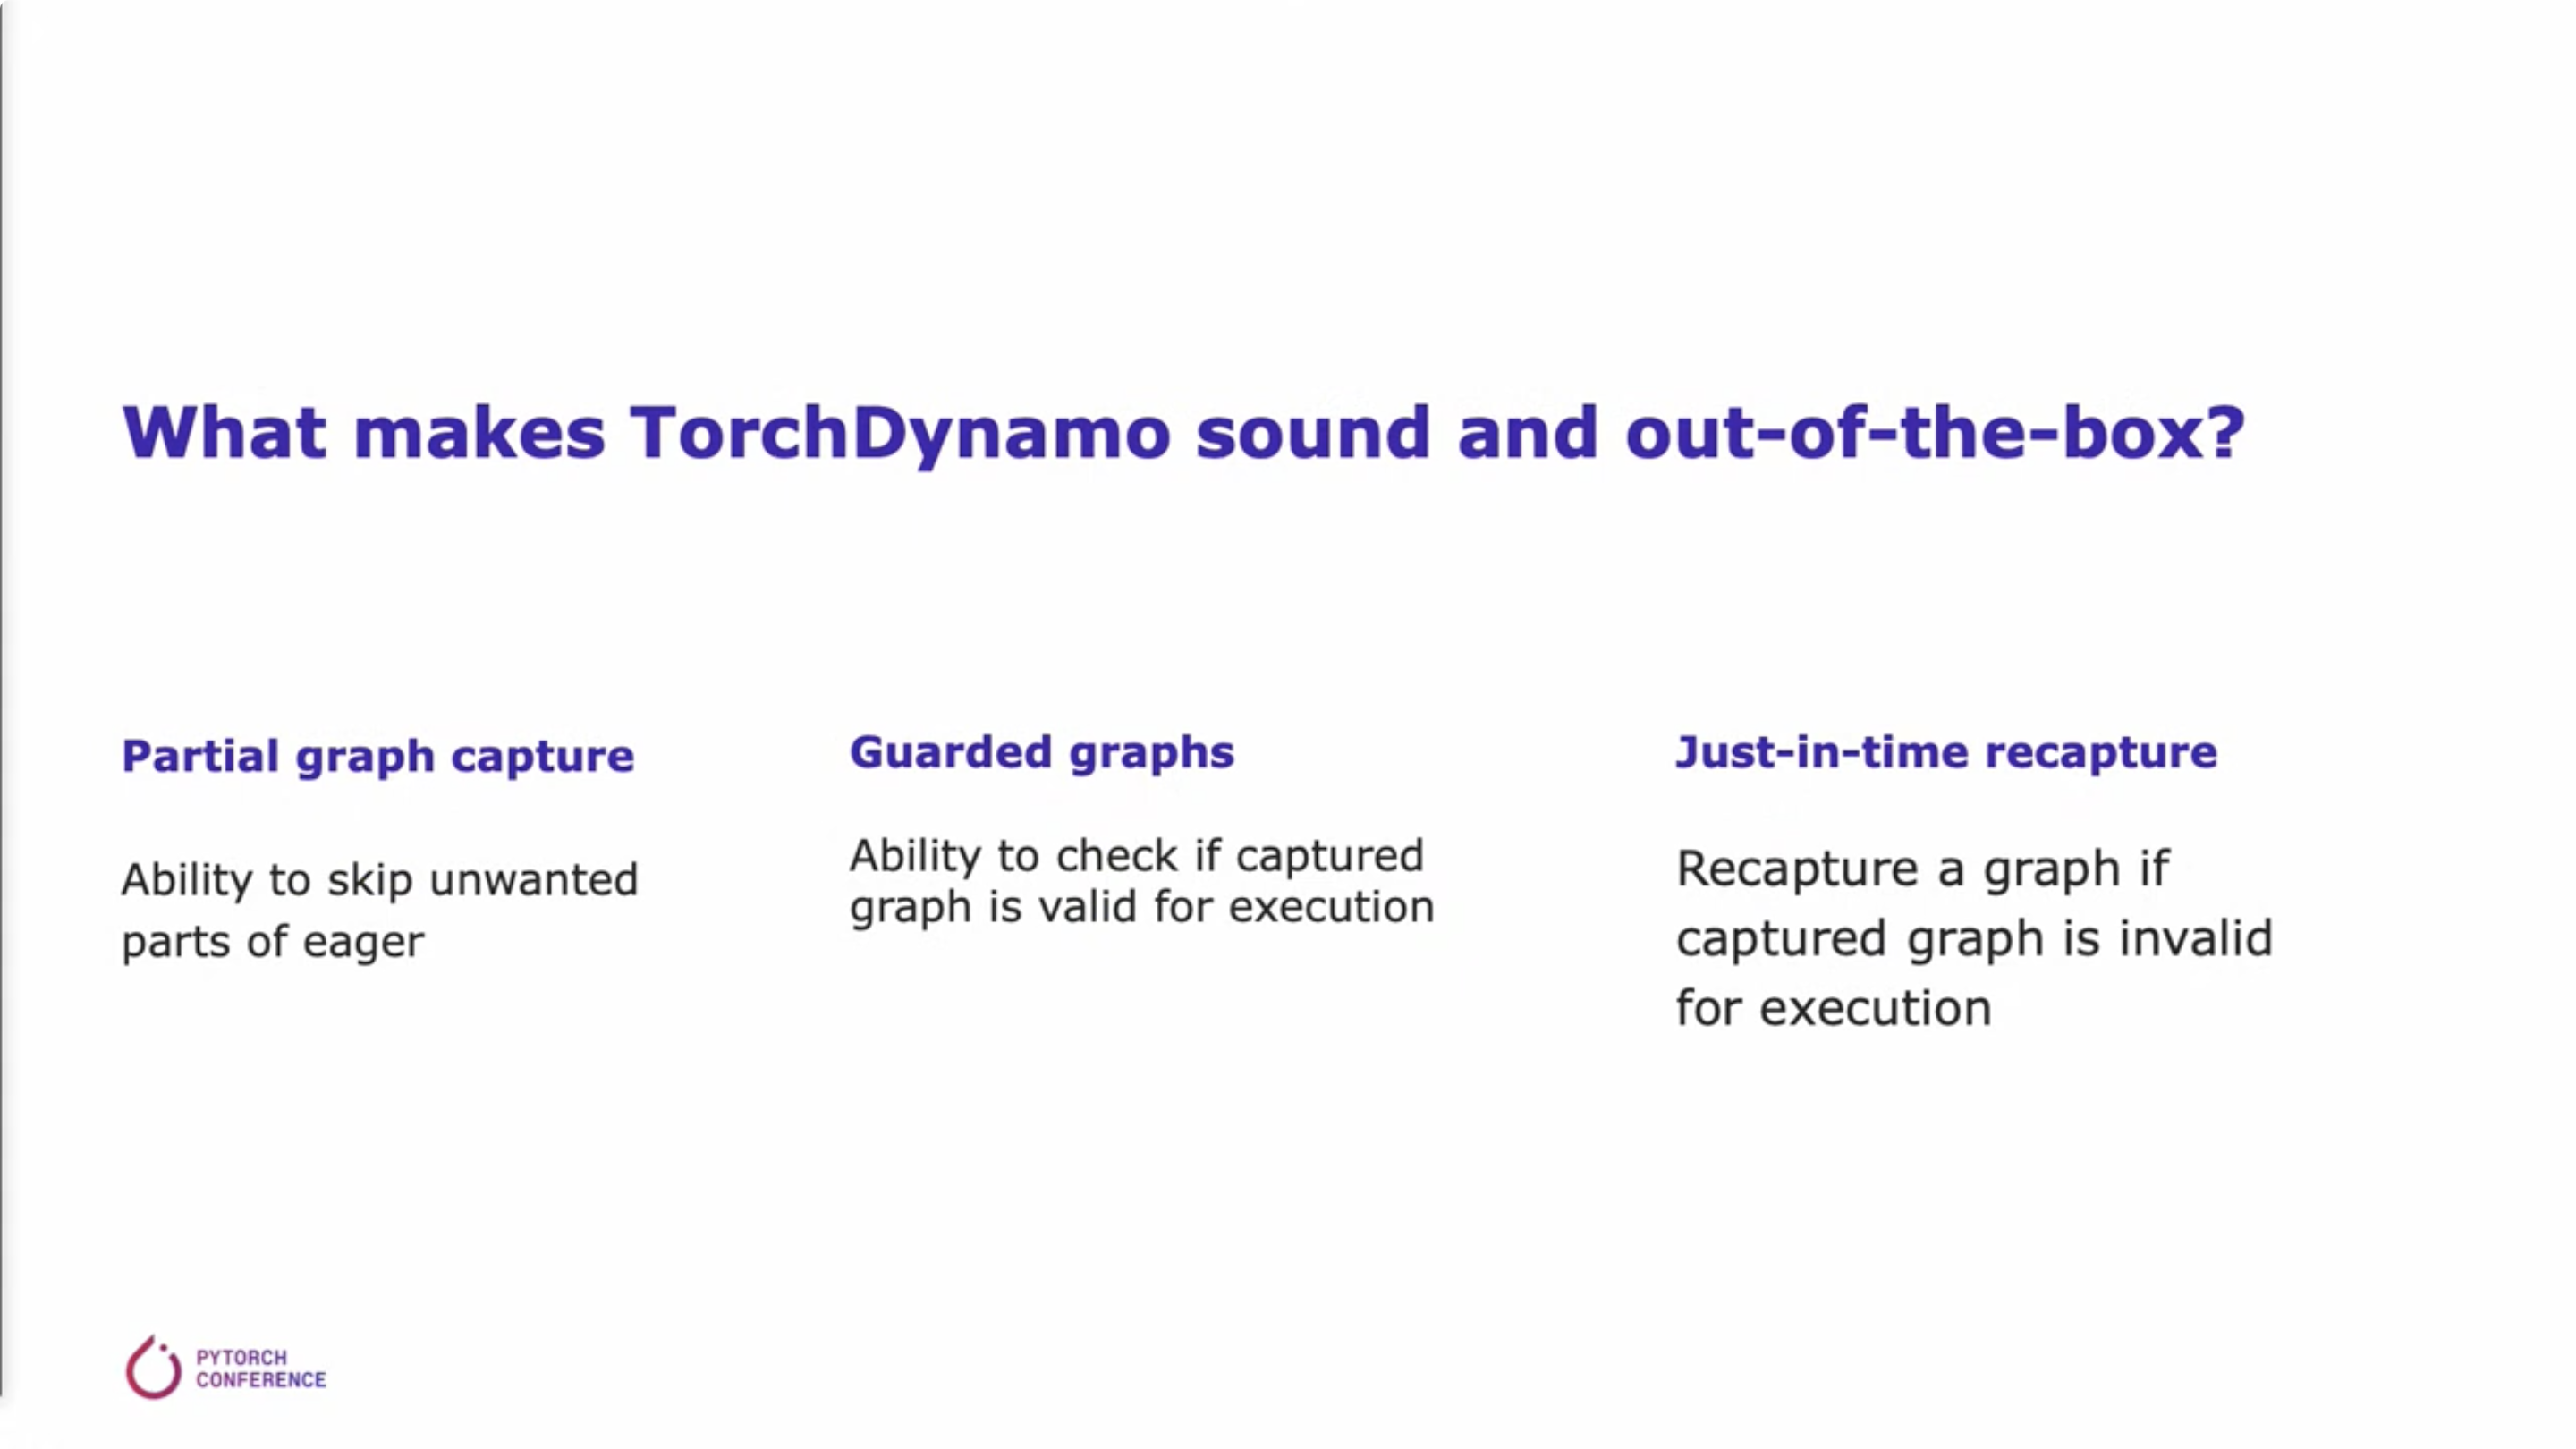 What makes TorchDynamo sound and out-of-the-box?
Partial graph capture
Ability to skip unwanted
parts of eager
Guarded graphs
Ability to check if captured
graph is valid for execution
Just-in-time recapture
Recapture a graph if
captured graph is invalid
for execution
PYTORCH
CONFERENCE